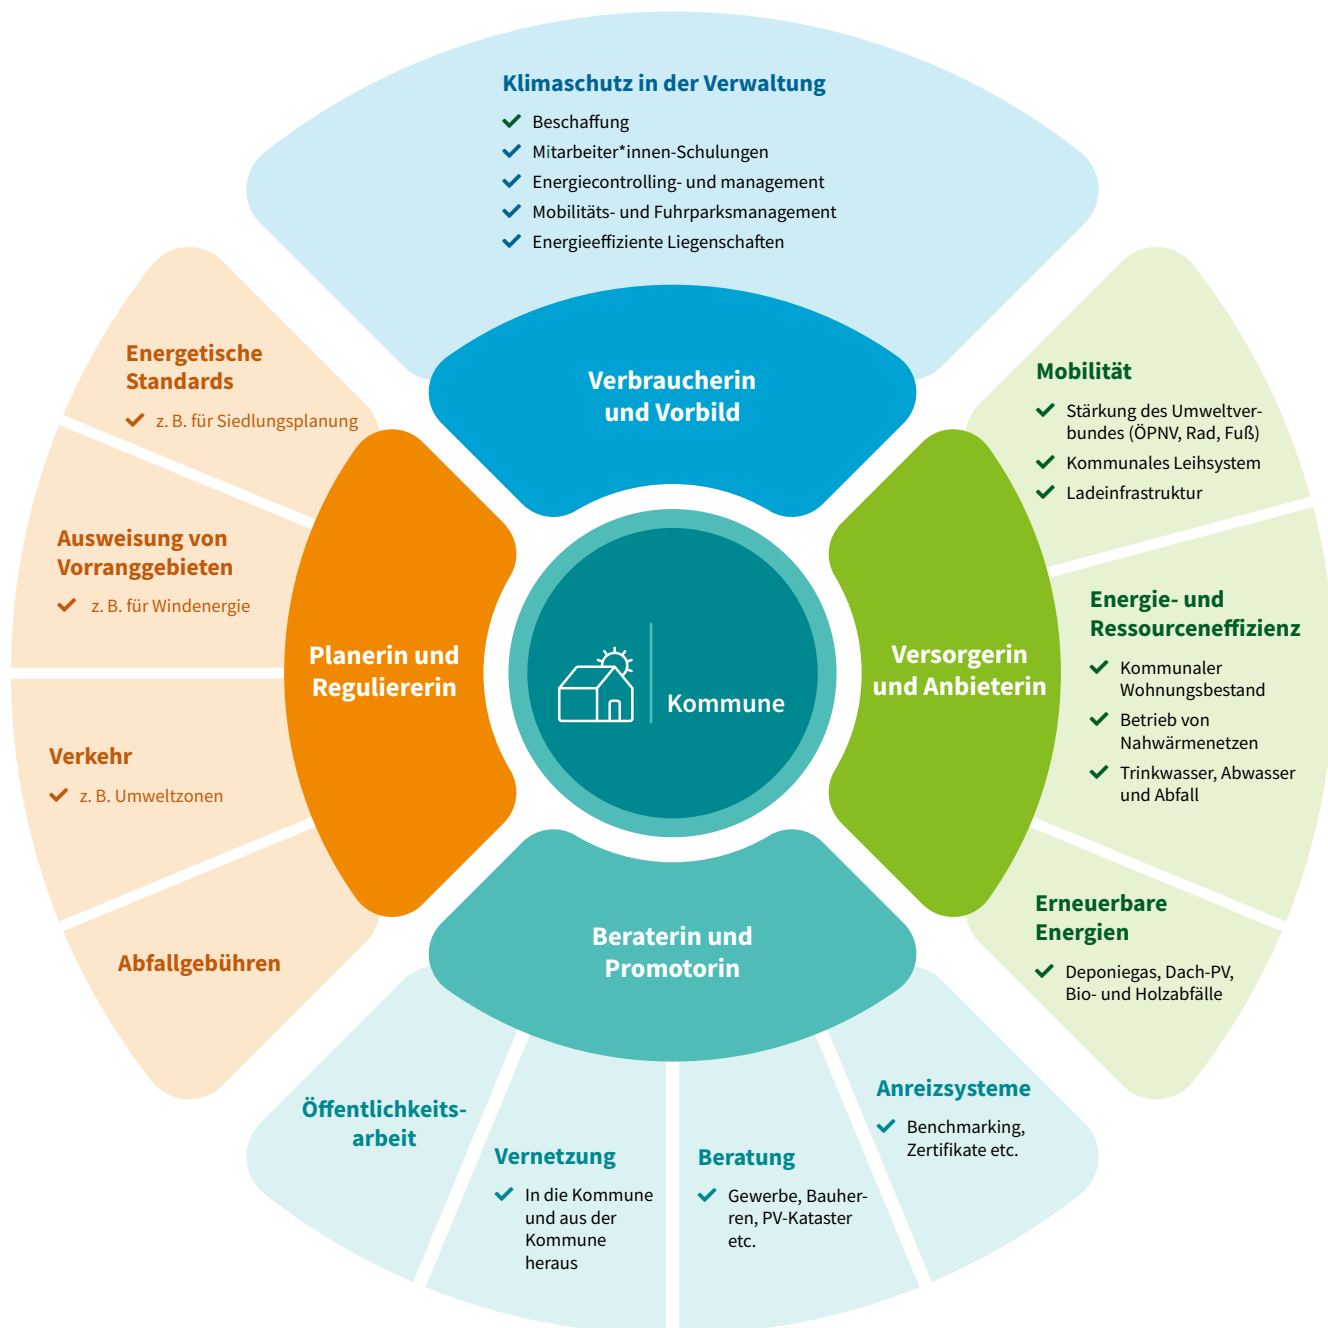 Klimaschutz in der Verwaltung
Beschaffung
Mitarbeiter*innen-Schulungen
Energiecontrolling- und management
Mobilitäts- und Fuhrparksmanagement
Energieeffiziente Liegenschaften
Verbraucherin
und Vorbild
Mobilität
Stärkung des Umweltver-
bundes (ÖPNV, Rad, Fuß)
Kommunales Leihsystem
Ladeinfrastruktur
Energie- und
Ressourceneffizienz
Kommunaler
Wohnungsbestand
Betrieb von
Nahwärmenetzen
Trinkwasser, Abwasser
und Abfall
Erneuerbare
Energien
Deponiegas, Dach-PV,
Bio- und Holzabfälle
Versorgerin
und Anbieterin
Kommune
Energetische
Standards
z. B. für Siedlungsplanung
Ausweisung von
Vorranggebieten
z. B. für Windenergie
Verkehr
z. B. Umweltzonen
Abfallgebühren
Planerin und
Reguliererin
Beraterin und
Promotorin
Öffentlichkeits-
arbeit
Vernetzung
In die Kommune
und aus der
Kommune
heraus
Beratung
Gewerbe, Bauher-
ren, PV-Kataster
etc.
Anreizsysteme
Benchmarking,
Zertifikate etc.